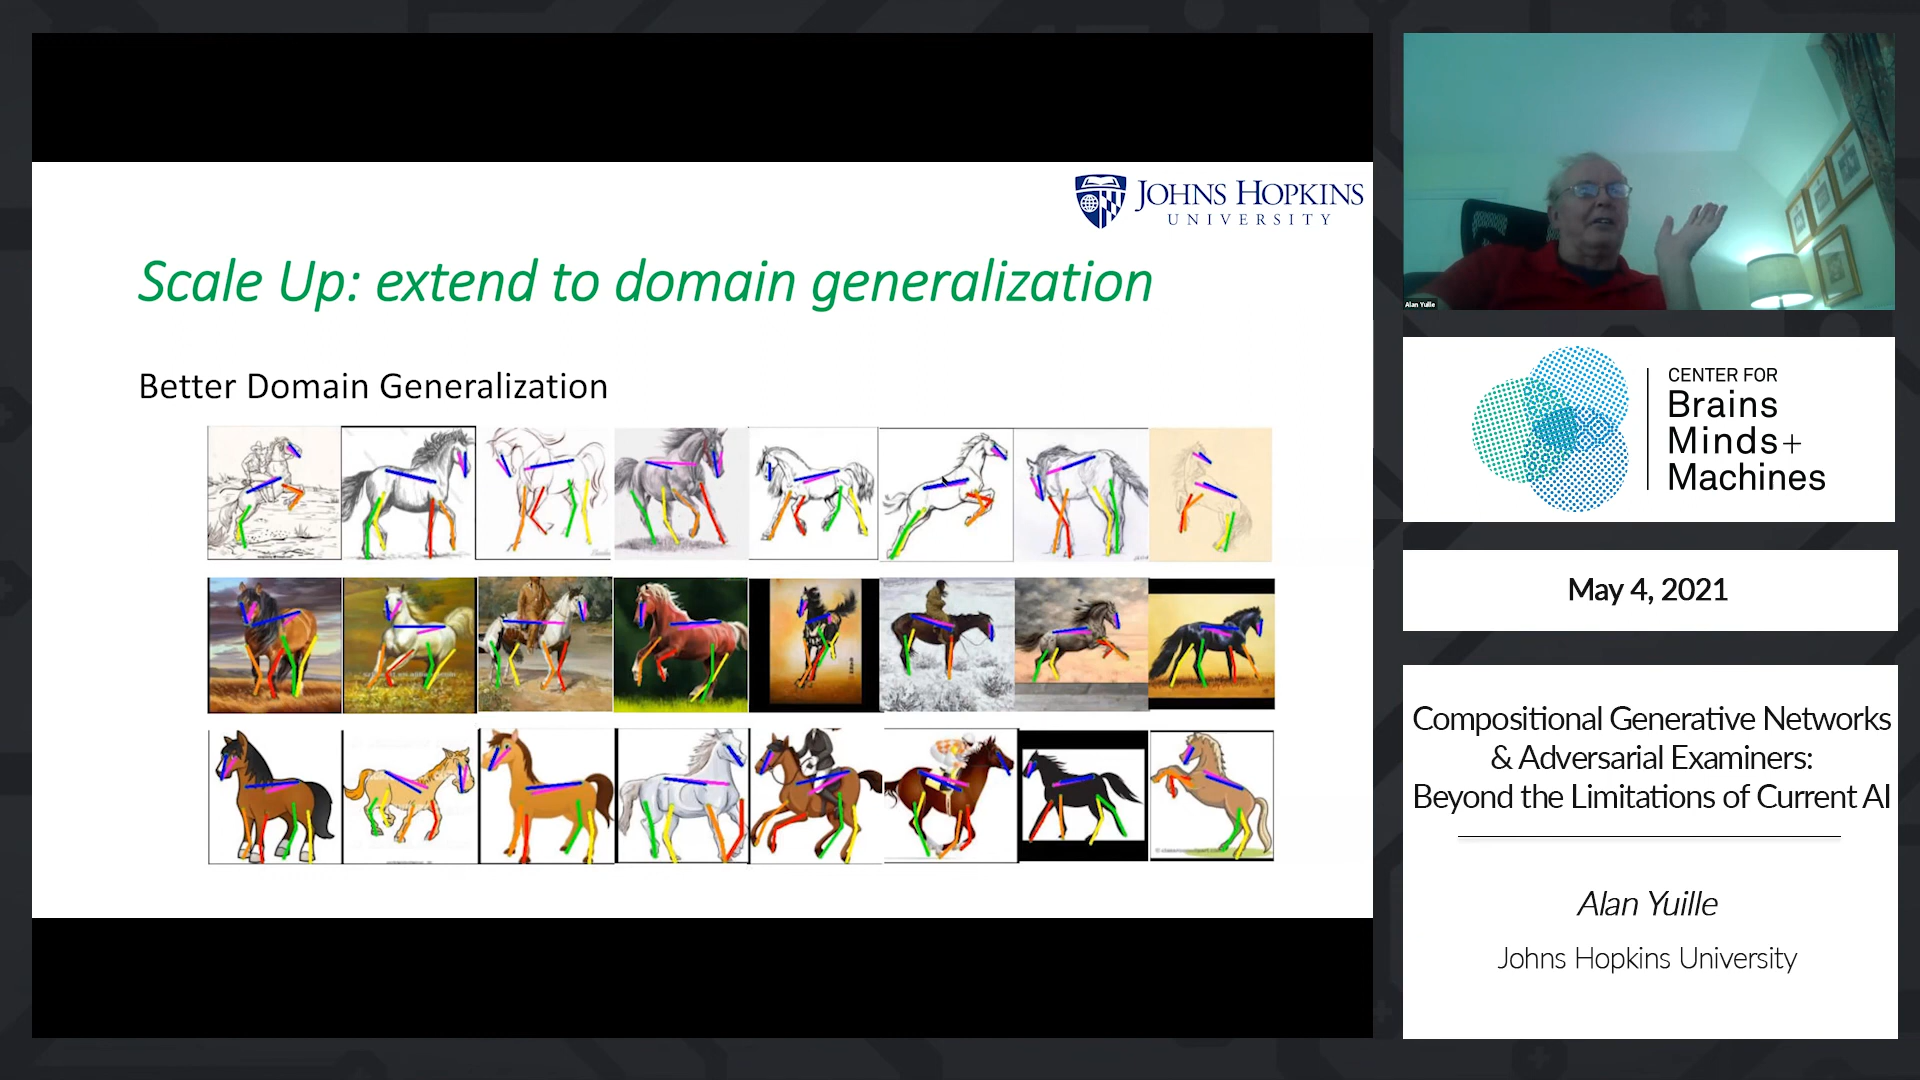 JOHNS HOPKINS
UNIVERSITY
Scale Up: extend to domain generalization
Better Domain Generalization
Alan Yuille
CENTER FOR
Brains
Minds+
Machines
May 4, 2021
Compositional Generative Networks
& Adversarial Examiners:
Beyond the Limitations of Current AI
Alan Yuille
Johns Hopkins University